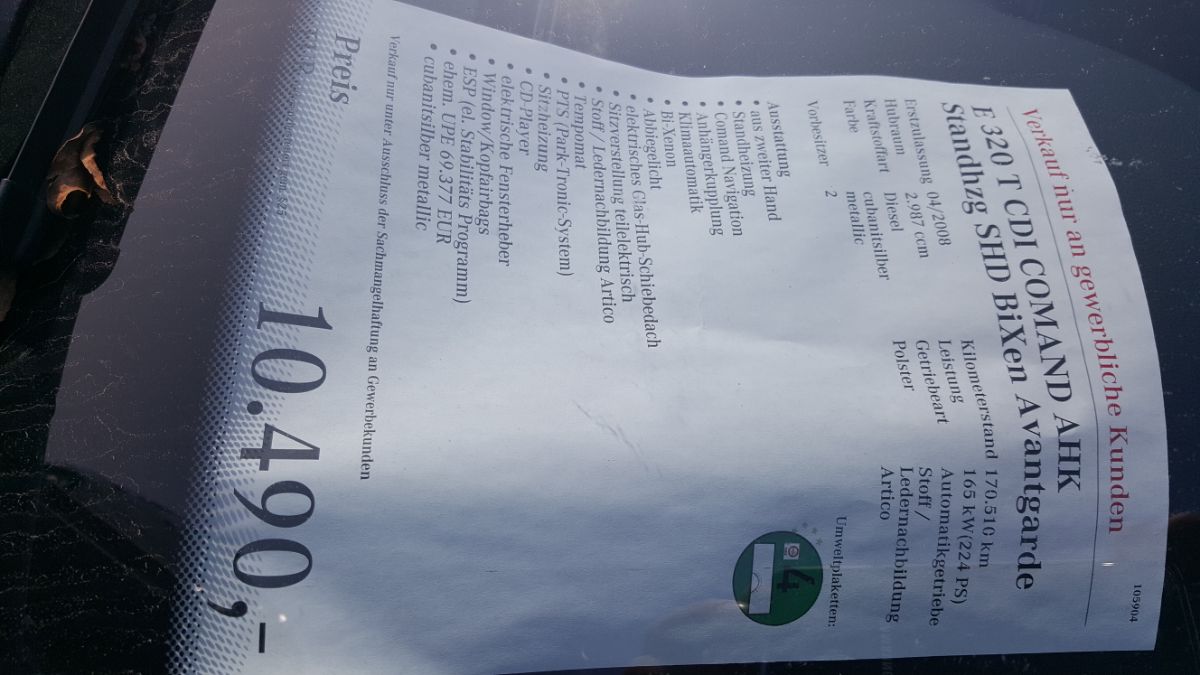 105904
Verkauf nur an gewerbliche Kunden
E 320 T CDI COMAND AHK
Standhzg SHD BiXen Avantgarde
Erstzulassung 04/2008 Kilometerstand 170.510 km
Hubraum 2.987 ccm Leistung 165 kW(224 PS)
Kraftstoffart Diesel Getriebeart Automatikgetriebe
Farbe cubanitsilber metallic Polster Stoff / Ledernachbildung Artico
Vorbesitzer 2
Umweltplaketten:
4
Ausstattung
• aus zweiter Hand
• Standheizung
• Comand Navigation
• Anhängerkupplung
• Klimaautomatik
• Bi-Xenon
• Abbiegelicht
• elektrisches Glas-Hub-Schiebedach
• Sitzverstellung teilelektrisch
• Stoff / Ledernachbildung Artico
• Tempomat
• PTS (Park-Tronic-System)
• Sitzheizung
• CD-Player
• elektrische Fensterheber
• Window/Kopfairbags
• ESP (el. Stabilitäts Programm)
• ehem. UPE 69.377 EUR
• cubanitsilber metallic
Verkauf nur unter Ausschluss der Sachmangelhaftung an Gewerbekunden
Preis
10.490,-